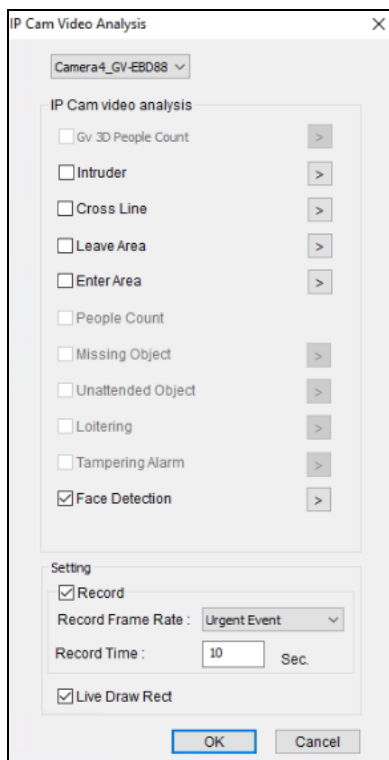 IP Cam Video Analysis
Camera4_GV-EBD88
IP Cam video analysis
Gv 3D People Count >
Intruder >
Cross Line >
Leave Area >
Enter Area >
People Count
Missing Object >
Unattended Object >
Loitering >
Tampering Alarm >
Face Detection >
Setting
Record
Record Frame Rate : Urgent Event
Record Time : 10 Sec.
Live Draw Rect
OK Cancel